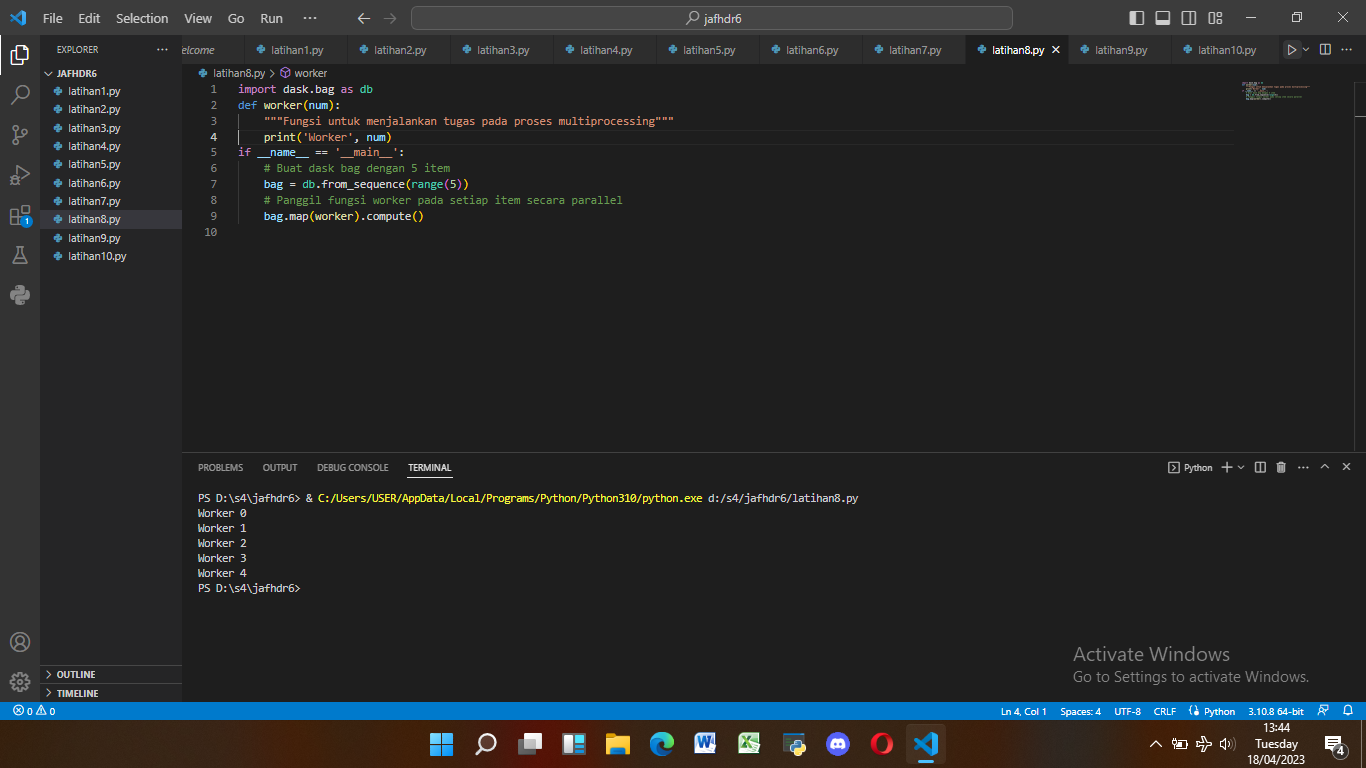 File Edit Selection View Go Run ···
jafhdr6
EXPLORER ···
elcome latihan1.py latihan2.py latihan3.py latihan4.py latihan5.py latihan6.py latihan7.py latihan8.py latihan9.py latihan10.py ···
JAFHDR6
latihan1.py
latihan2.py
latihan3.py
latihan4.py
latihan5.py
latihan6.py
latihan7.py
latihan8.py
latihan9.py
latihan10.py
1
OUTLINE
TIMELINE
latihan8.py > worker
1 import dask.bag as db
2 def worker(num):
3 """Fungsi untuk menjalankan tugas pada proses multiprocessing"""
4 print('Worker', num)
5 if __name__ == '__main__':
6 # Buat dask bag dengan 5 item
7 bag = db.from_sequence(range(5))
8 # Panggil fungsi worker pada setiap item secara parallel
9 bag.map(worker).compute()
10
PROBLEMS OUTPUT DEBUG CONSOLE TERMINAL Python ···
PS D:\s4\jafhdr6> & C:/Users/USER/AppData/Local/Programs/Python/Python310/python.exe d:/s4/jafhdr6/latihan8.py
Worker 0
Worker 1
Worker 2
Worker 3
Worker 4
PS D:\s4\jafhdr6>
Activate Windows
Go to Settings to activate Windows.
0 0 Ln 4, Col 1 Spaces: 4 UTF-8 CRLF Python 3.10.8 64-bit
13:44
Tuesday
18/04/2023
4